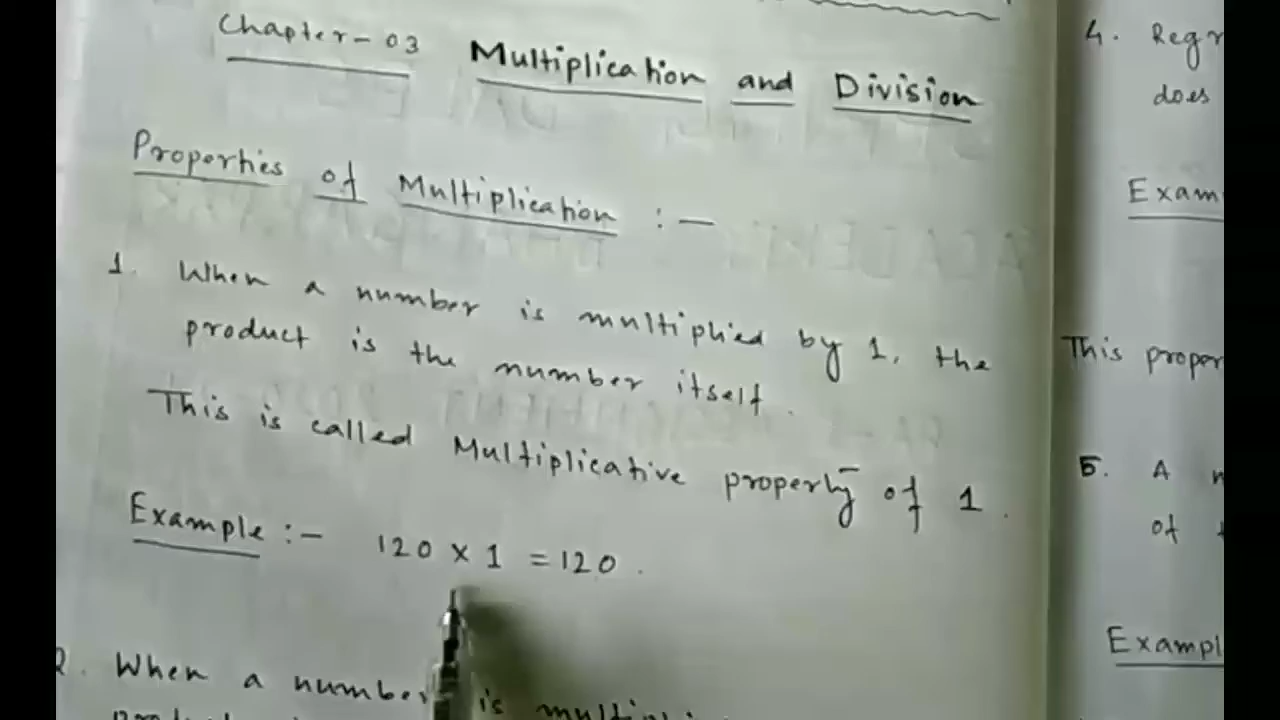 Chapter-03 Multiplication and Division
Properties of Multiplication :-
1. When a number is multiplied by 1, the
product is the number itself.
This is called Multiplicative property of 1.
Example :- 120 x 1 = 120.
2. When a number is
4. Regr
does
Exam
This proper
5. A n
of
Exampl